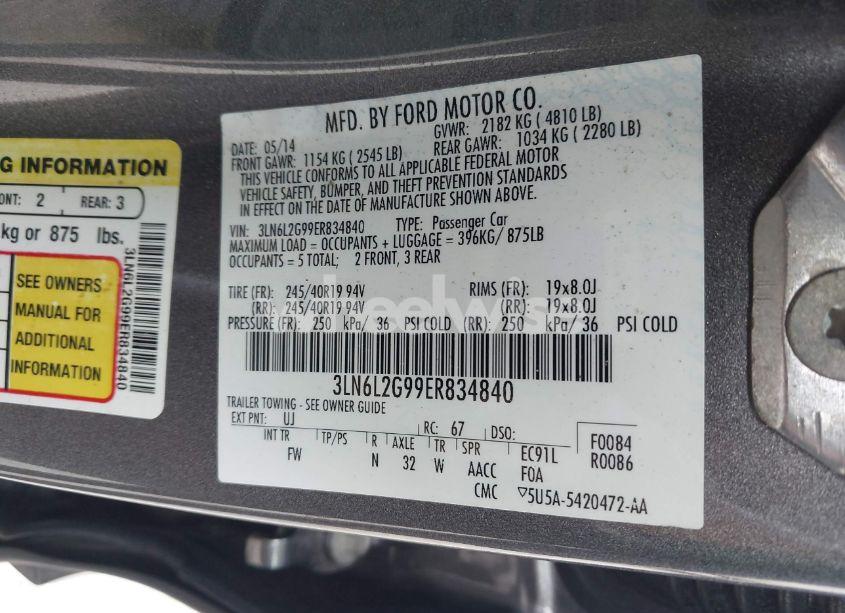 G INFORMATION
ONT: 2 REAR: 3
kg or 875 lbs.
SEE OWNERS
MANUAL FOR
ADDITIONAL
INFORMATION
3LN6L2G99ER834840
MFD. BY FORD MOTOR CO.
DATE: 05/14 GVWR: 2182 KG ( 4810 LB)
FRONT GAWR: 1154 KG ( 2545 LB) REAR GAWR: 1034 KG ( 2280 LB)
THIS VEHICLE CONFORMS TO ALL APPLICABLE FEDERAL MOTOR
VEHICLE SAFETY, BUMPER, AND THEFT PREVENTION STANDARDS
IN EFFECT ON THE DATE OF MANUFACTURE SHOWN ABOVE.
VIN: 3LN6L2G99ER834840 TYPE: Passenger Car
MAXIMUM LOAD = OCCUPANTS + LUGGAGE = 396KG/ 875LB
OCCUPANTS = 5 TOTAL; 2 FRONT, 3 REAR
TIRE (FR): 245/40R19 94V RIMS (FR): 19x8.0J
(RR): 245/40R19 94V (RR): 19x8.0J
PRESSURE (FR): 250 kPa/ 36 PSI COLD (RR): 250 kPa/ 36 PSI COLD
3LN6L2G99ER834840
TRAILER TOWING - SEE OWNER GUIDE
EXT PNT: UJ RC: 67 DSO: F0084
INT TR TP/PS R AXLE TR SPR EC91L R0086
FW N 32 W AACC FOA
CMC ▽5U5A-5420472-AA